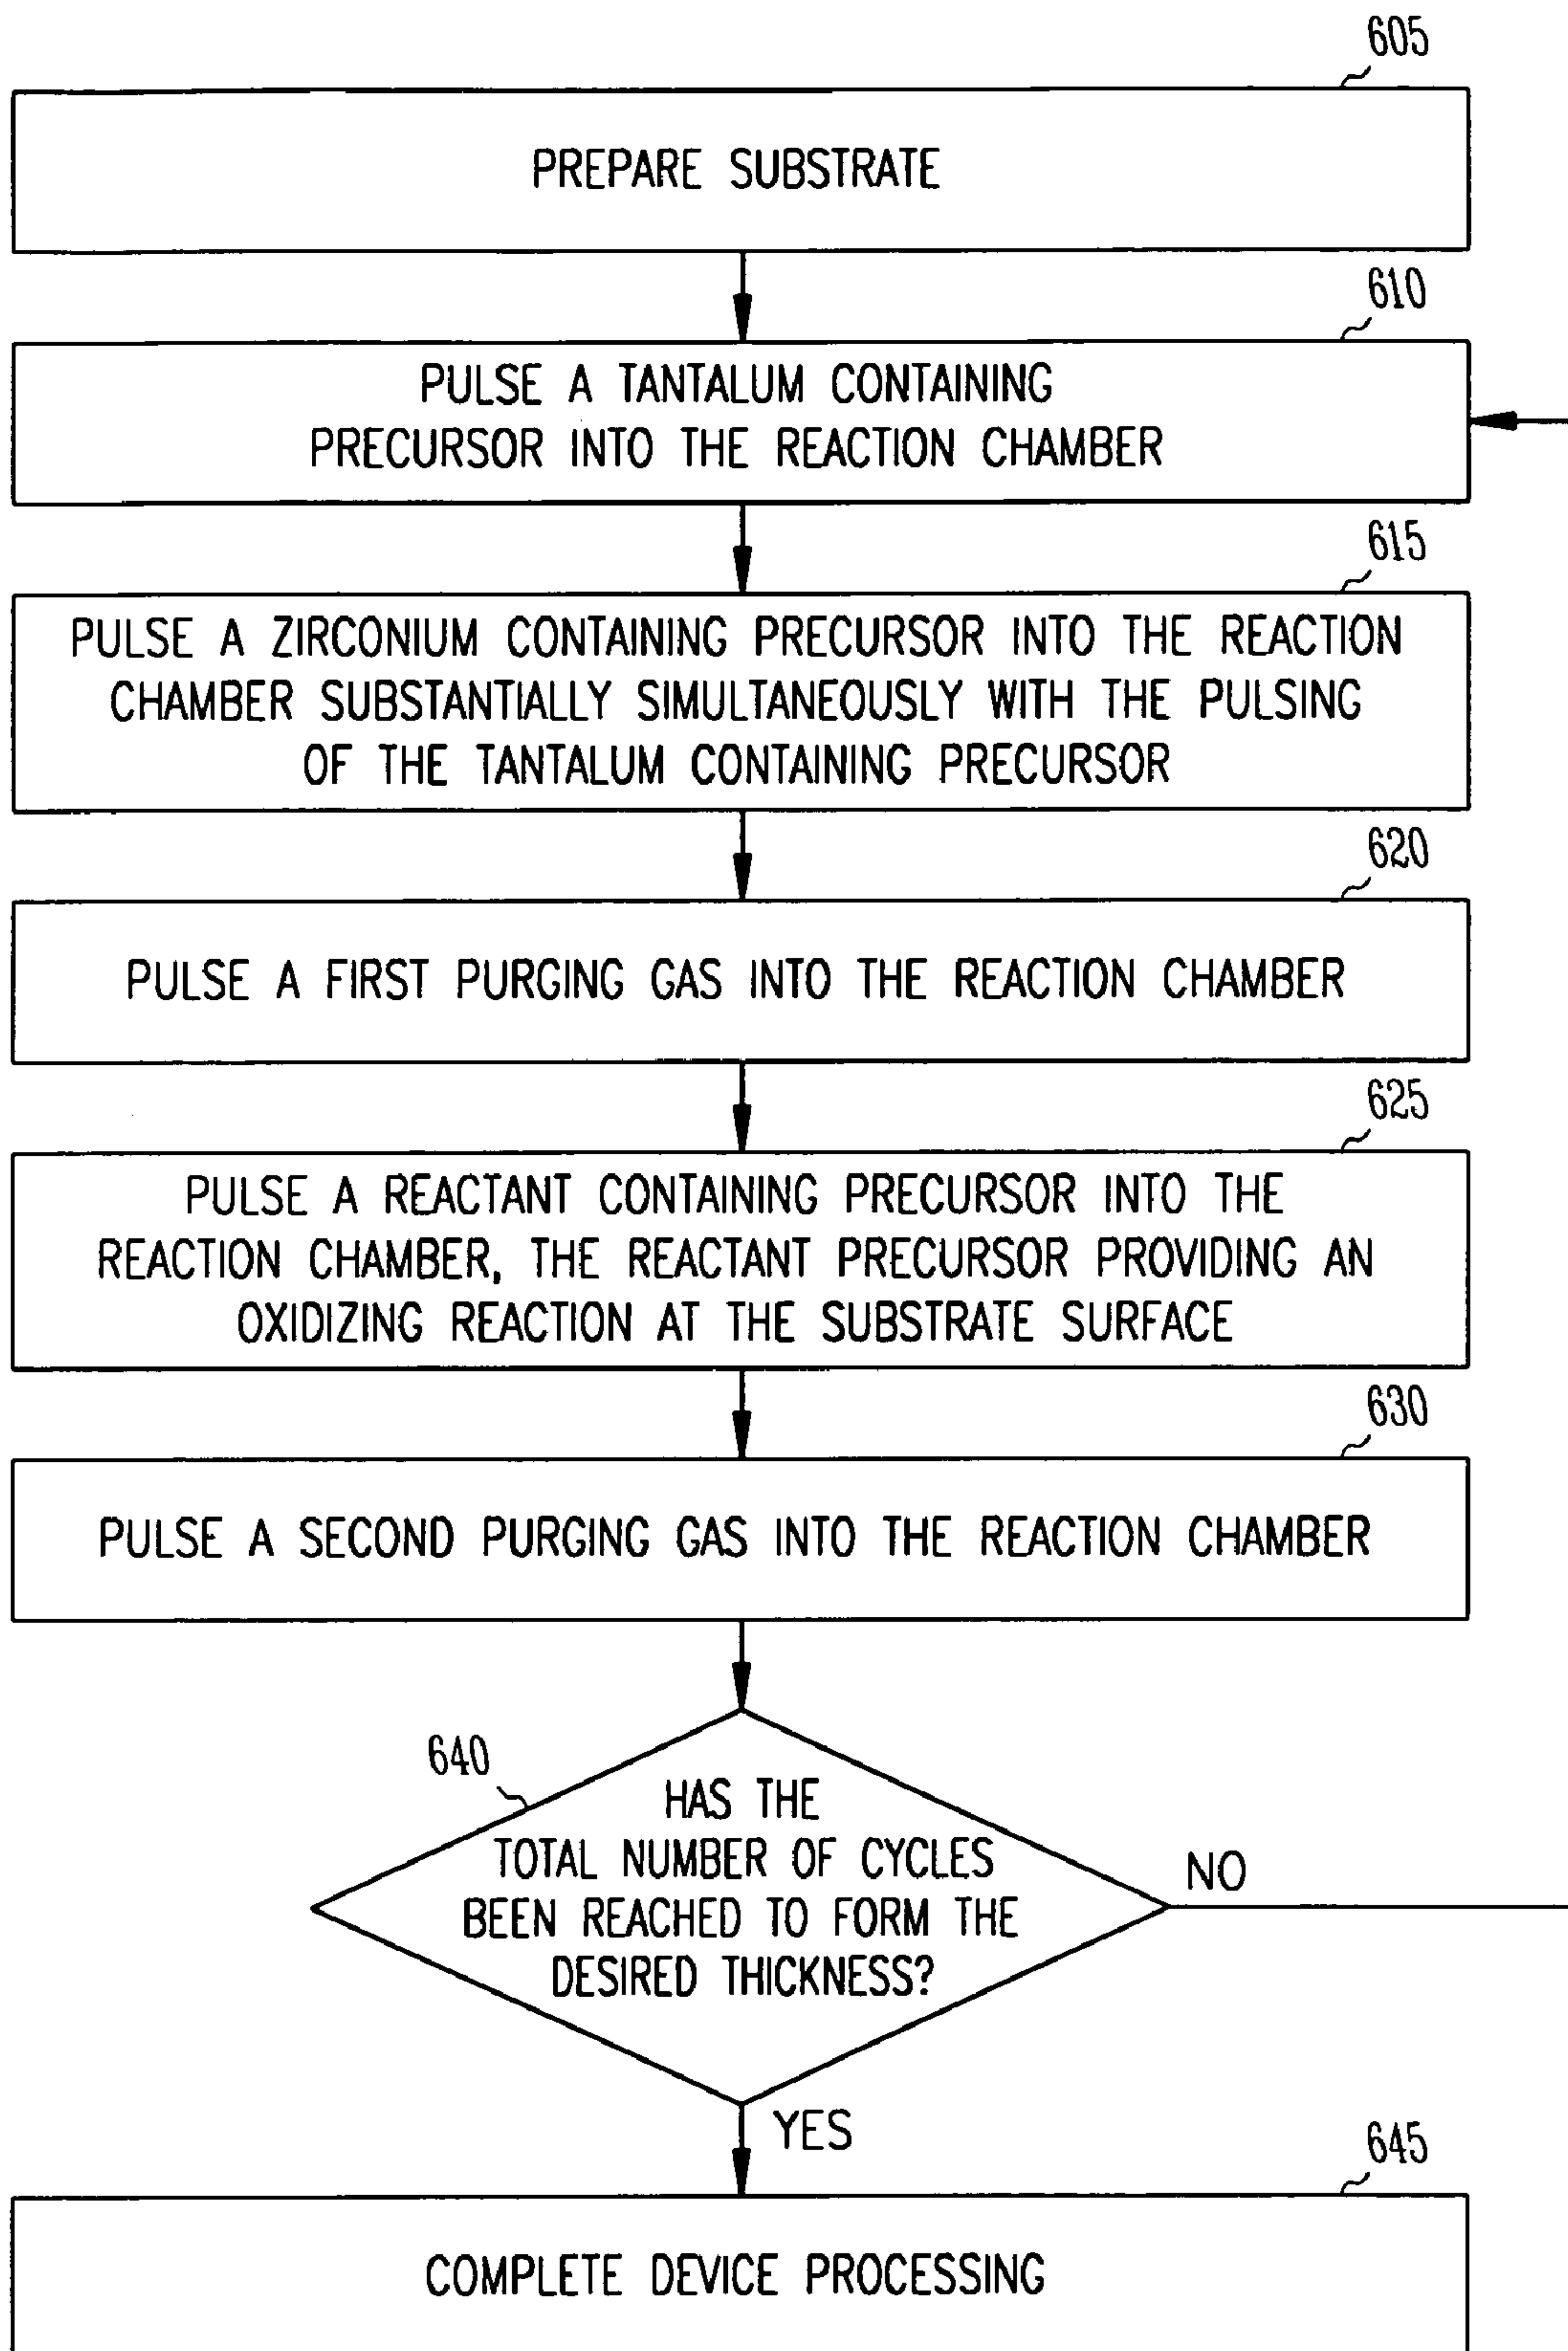 605
PREPARE SUBSTRATE
610
PULSE A TANTALUM CONTAINING
PRECURSOR INTO THE REACTION CHAMBER
615
PULSE A ZIRCONIUM CONTAINING PRECURSOR INTO THE REACTION
CHAMBER SUBSTANTIALLY SIMULTANEOUSLY WITH THE PULSING
OF THE TANTALUM CONTAINING PRECURSOR
620
PULSE A FIRST PURGING GAS INTO THE REACTION CHAMBER
625
PULSE A REACTANT CONTAINING PRECURSOR INTO THE
REACTION CHAMBER, THE REACTANT PRECURSOR PROVIDING AN
OXIDIZING REACTION AT THE SUBSTRATE SURFACE
630
PULSE A SECOND PURGING GAS INTO THE REACTION CHAMBER
640
HAS THE
TOTAL NUMBER OF CYCLES
BEEN REACHED TO FORM THE
DESIRED THICKNESS?
NO
YES
645
COMPLETE DEVICE PROCESSING